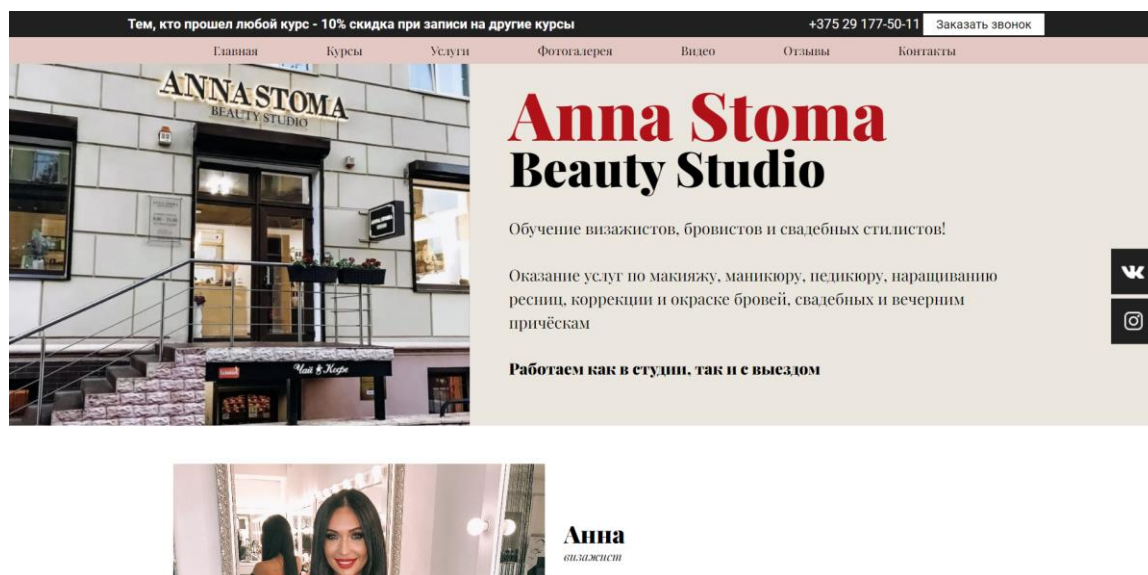 Тем, кто прошел любой курс - 10% скидка при записи на другие курсы
+375 29 177-50-11 Заказать звонок
Главная Курсы Услуги Фотогалерея Видео Отзывы Контакты
ANNA STOMA
BEAUTY STUDIO
Чай & Кофе
Anna Stoma
Beauty Studio
Обучение визажистов, бровистов и свадебных стилистов!
Оказание услуг по макияжу, маникюру, педикюру, наращиванию
ресниц, коррекции и окраске бровей, свадебных и вечерним
причёскам
Работаем как в студии, так и с выездом
Анна
визажист